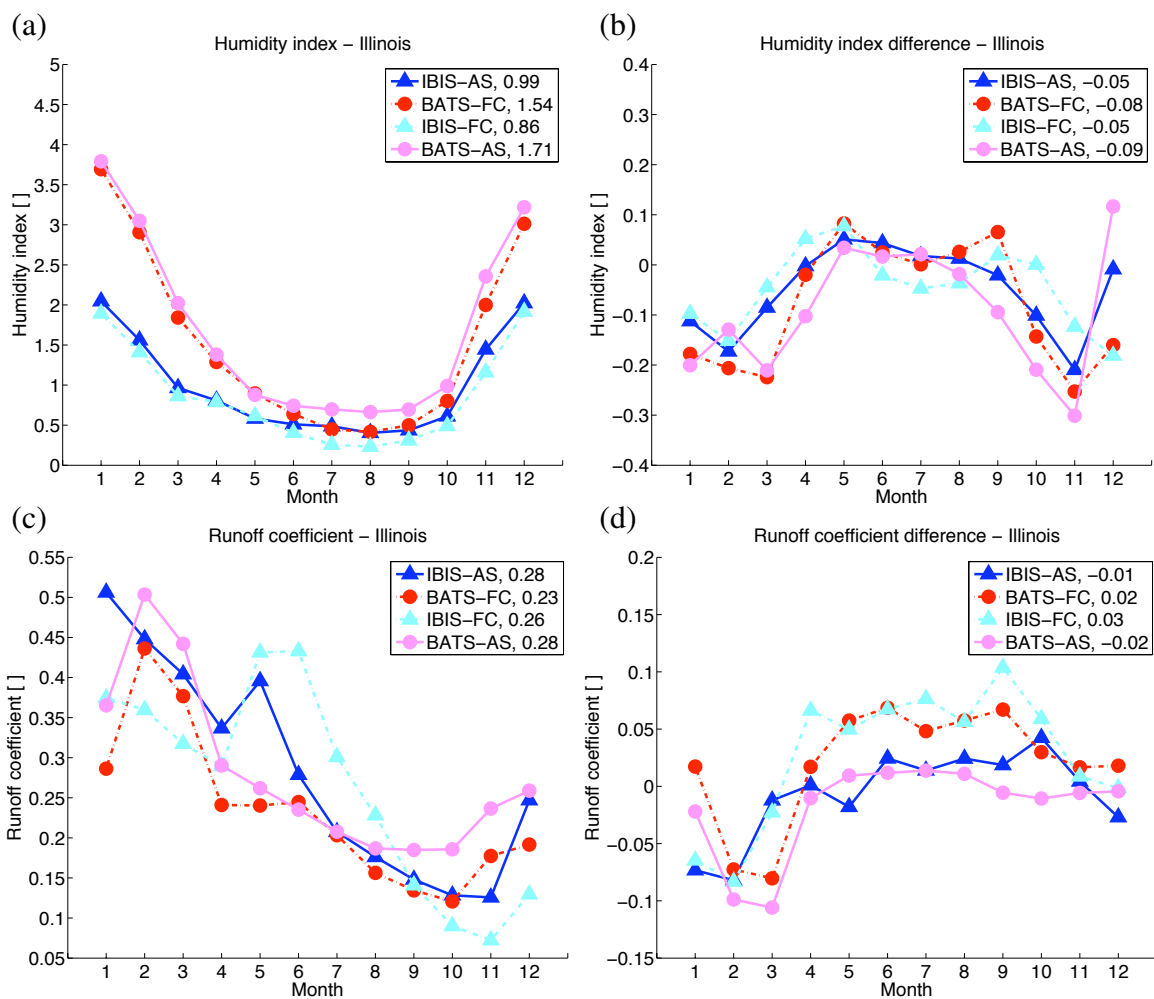 (a)
Humidity index – Illinois
5
4.5
4
3.5
3
2.5
2
1.5
1
0.5
0
Humidity index [ ]
IBIS–AS, 0.99
BATS–FC, 1.54
IBIS–FC, 0.86
BATS–AS, 1.71
1 2 3 4 5 6 7 8 9 10 11 12
Month
(b)
Humidity index difference – Illinois
0.4
0.3
0.2
0.1
0
−0.1
−0.2
−0.3
−0.4
Humidity index [ ]
IBIS–AS, −0.05
BATS–FC, −0.08
IBIS–FC, −0.05
BATS–AS, −0.09
1 2 3 4 5 6 7 8 9 10 11 12
Month
(c)
Runoff coefficient – Illinois
0.55
0.5
0.45
0.4
0.35
0.3
0.25
0.2
0.15
0.1
0.05
Runoff coefficient [ ]
IBIS–AS, 0.28
BATS–FC, 0.23
IBIS–FC, 0.26
BATS–AS, 0.28
1 2 3 4 5 6 7 8 9 10 11 12
Month
(d)
Runoff coefficient difference – Illinois
0.2
0.15
0.1
0.05
0
−0.05
−0.1
−0.15
Runoff coefficient [ ]
IBIS–AS, −0.01
BATS–FC, 0.02
IBIS–FC, 0.03
BATS–AS, −0.02
1 2 3 4 5 6 7 8 9 10 11 12
Month